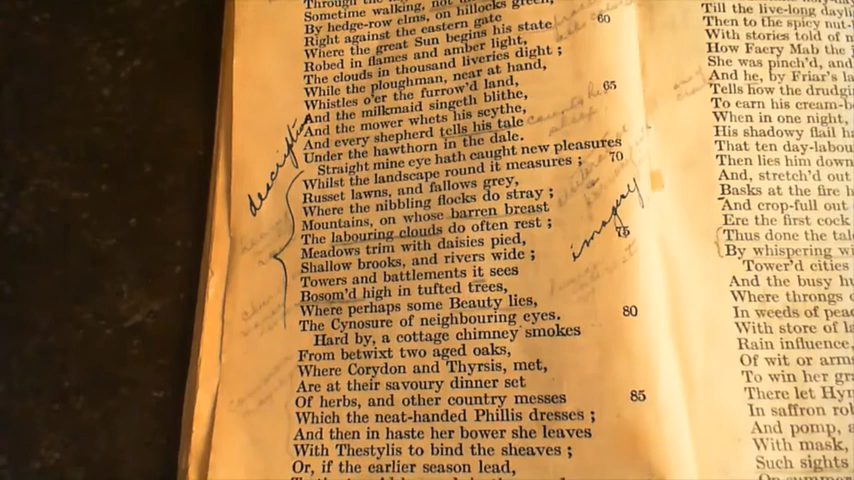 Through the
Sometime walking, not
By hedge-row elms, on hillocks green,
Right against the eastern gate 60
Where the great Sun begins his state
Robed in flames and amber light,
The clouds in thousand liveries dight ;
While the ploughman, near at hand,
Whistles o'er the furrow'd land,
And the milkmaid singeth blithe, 65
And the mower whets his scythe,
And every shepherd tells his tale
Under the hawthorn in the dale.
Straight mine eye hath caught new pleasures
Whilst the landscape round it measures ; 70
Russet lawns, and fallows grey,
Where the nibbling flocks do stray ;
Mountains, on whose barren breast
The labouring clouds do often rest ;
Meadows trim with daisies pied, 75
Shallow brooks, and rivers wide ;
Towers and battlements it sees
Bosom'd high in tufted trees,
Where perhaps some Beauty lies,
The Cynosure of neighbouring eyes. 80
Hard by, a cottage chimney smokes
From betwixt two aged oaks,
Where Corydon and Thyrsis, met,
Are at their savoury dinner set
Of herbs, and other country messes 85
Which the neat-handed Phillis dresses ;
And then in haste her bower she leaves
With Thestylis to bind the sheaves ;
Or, if the earlier season lead,
description
imagery
counts his
sheep
Till the live-long dayli
Then to the spicy nut-
With stories told of m
How Faery Mab the j
She was pinch'd, and
And he, by Friar's la
Tells how the drudgi
To earn his cream-b
When in one night,
His shadowy flail h
That ten day-labou
Then lies him down
And, stretch'd out
Basks at the fire h
And crop-full out
Ere the first cock
Thus done the tale
By whispering wi
Tower'd cities
And the busy hu
Where throngs o
In weeds of peac
With store of la
Rain influence,
Of wit or arms
To win her gra
There let Hym
In saffron rob
And pomp, a
With mask,
Such sights
On summer